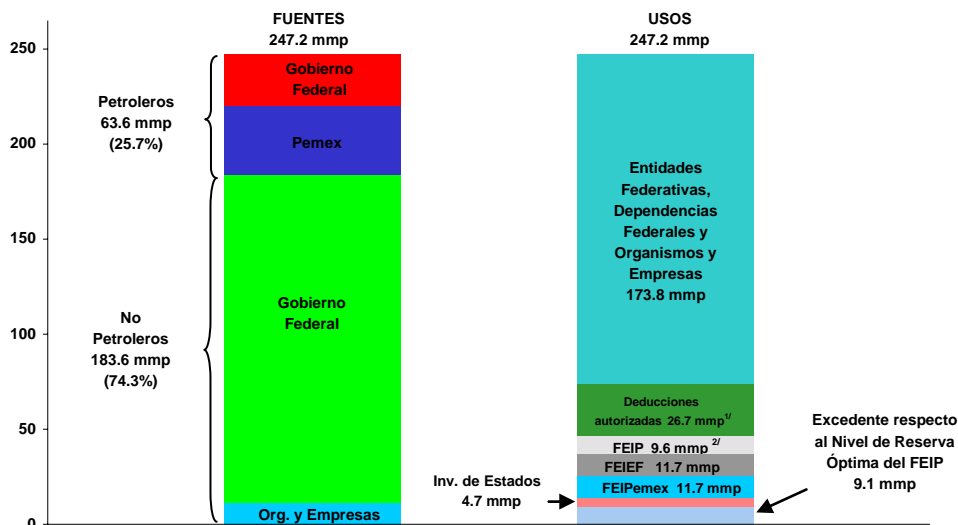 FUENTES
247.2 mmp
USOS
247.2 mmp
250
200
150
100
50
0
Petroleros
63.6 mmp
(25.7%)
No
Petroleros
183.6 mmp
(74.3%)
Gobierno
Federal
Pemex
Gobierno
Federal
Org. y Empresas
Entidades
Federativas,
Dependencias
Federales y
Organismos y
Empresas
173.8 mmp
Deducciones
autorizadas 26.7 mmp1/
FEIP 9.6 mmp 2/
FEIEF 11.7 mmp
FEIPemex 11.7 mmp
Inv. de Estados
4.7 mmp
Excedente respecto
al Nivel de Reserva
Óptima del FEIP
9.1 mmp